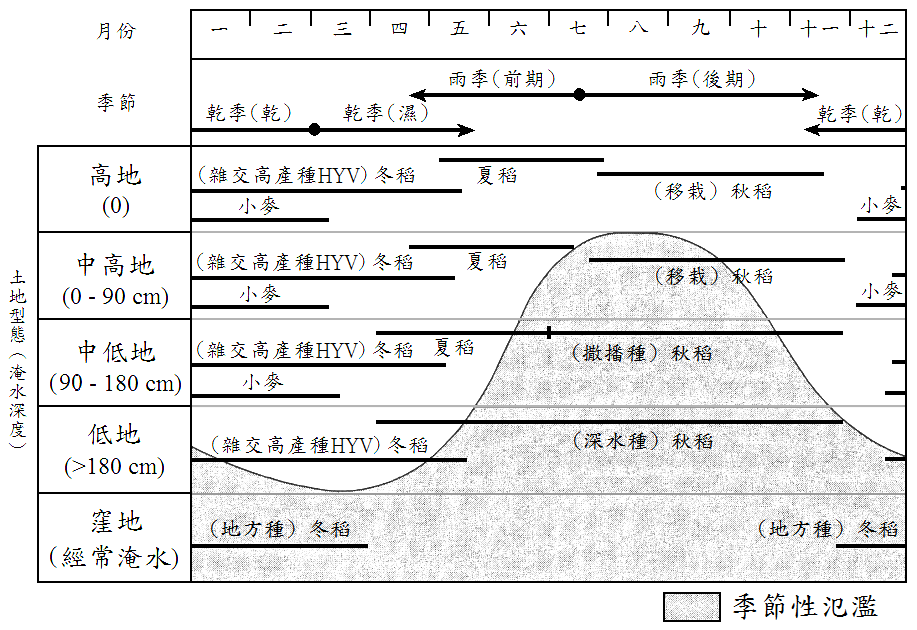 月份 一 二 三 四 五 六 七 八 九 十 十一 十二
季節
雨季(前期) 雨季(後期)
乾季(乾) 乾季(濕) 乾季(乾)
土地型態(淹水深度)
高地
(0)
(雜交高產種HYV)冬稻 夏稻
(移栽)秋稻
小麥 小麥
中高地
(0 - 90 cm)
(雜交高產種HYV)冬稻 夏稻
(移栽)秋稻
小麥 小麥
中低地
(90 - 180 cm)
(雜交高產種HYV)冬稻 夏稻
(撒播種)秋稻
小麥
低地
(>180 cm)
(雜交高產種HYV)冬稻
(深水種)秋稻
窪地
(經常淹水)
(地方種)冬稻 (地方種)冬稻
季節性氾濫